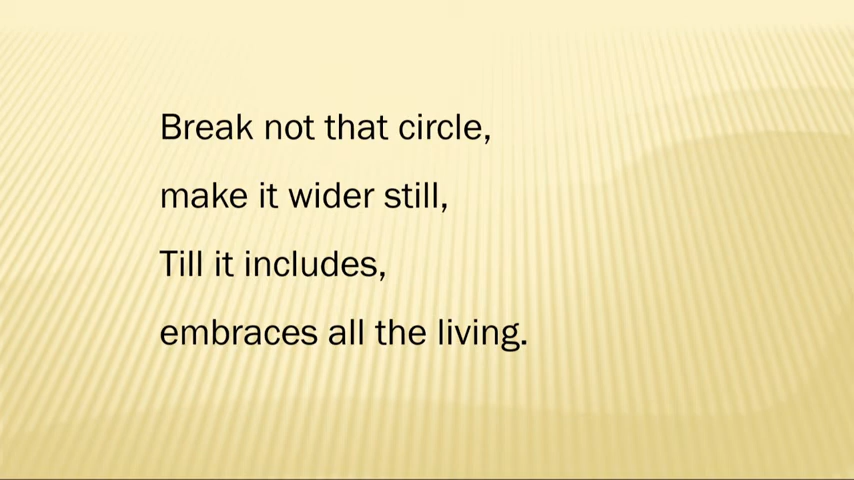 Break not that circle,
make it wider still,
Till it includes,
embraces all the living.